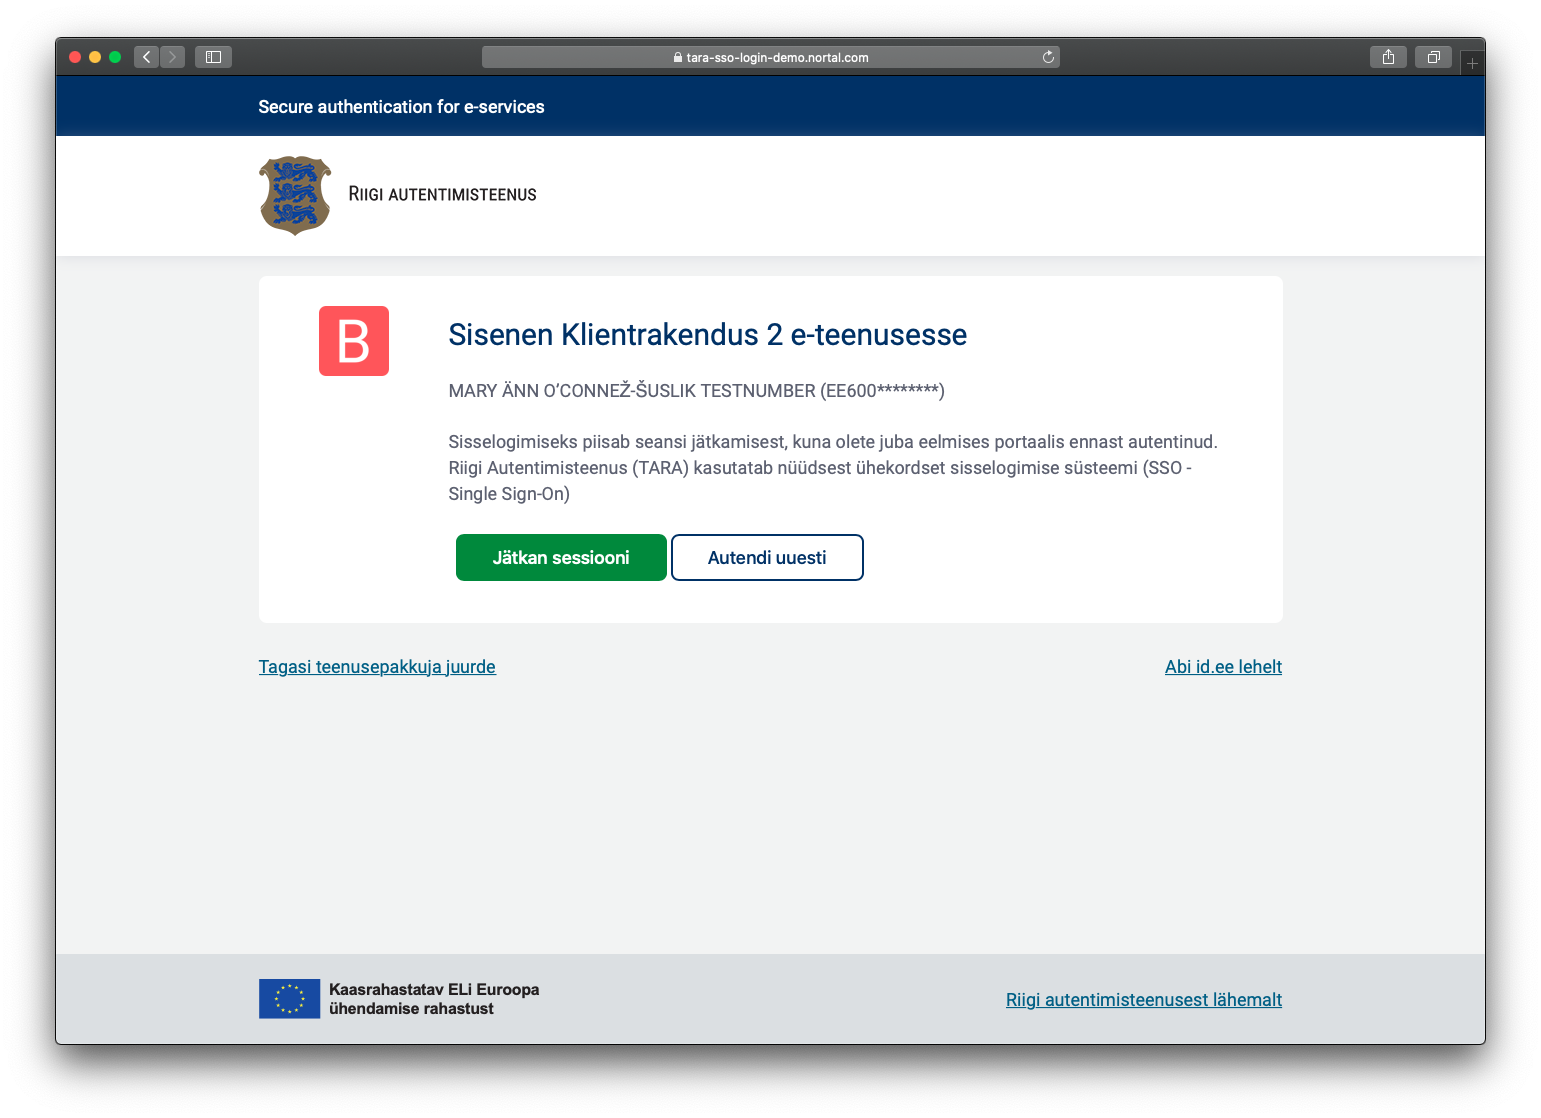 tara-sso-login-demo.nortal.com
Secure authentication for e-services
RIIGI AUTENTIMISTEENUS
B
Sisenen Klientrakendus 2 e-teenusesse
MARY ÄNN O’CONNEŽ-ŠUSLIK TESTNUMBER (EE600********)
Sisselogimiseks piisab seansi jätkamisest, kuna olete juba eelmises portaalis ennast autentinud.
Riigi Autentimisteenus (TARA) kasutatab nüüdsest ühekordset sisselogimise süsteemi (SSO -
Single Sign-On)
Jätkan sessiooni
Autendi uuesti
Tagasi teenusepakkuja juurde
Abi id.ee lehelt
Kaasrahastatav ELi Euroopa
ühendamise rahastust
Riigi autentimisteenusest lähemalt